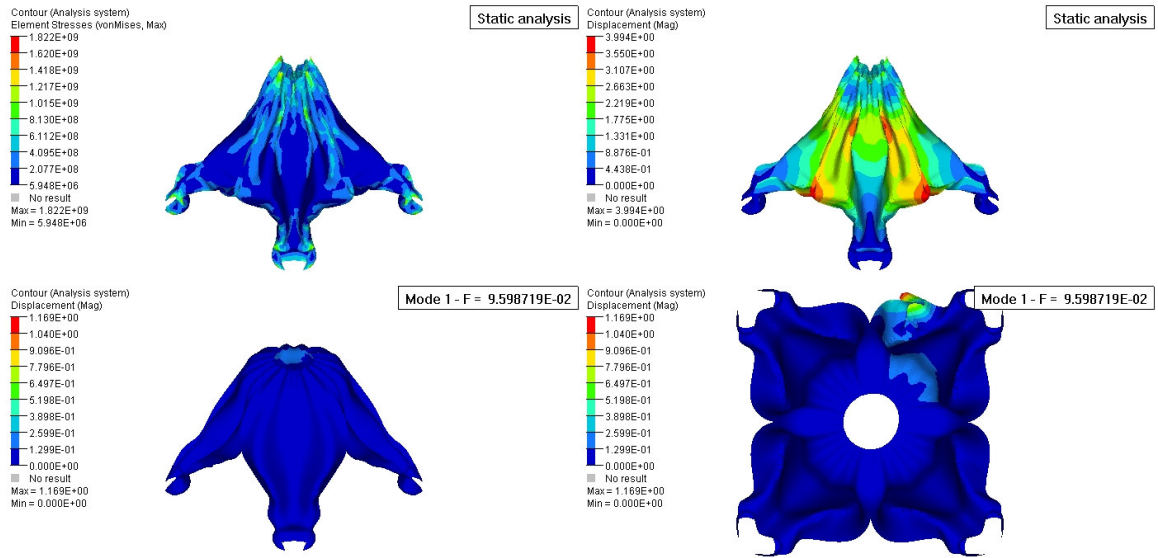 Contour (Analysis system)
Element Stresses (vonMises, Max)
1.822E+09
1.620E+09
1.418E+09
1.217E+09
1.015E+09
8.130E+08
6.112E+08
4.095E+08
2.077E+08
5.948E+06
No result
Max = 1.822E+09
Min = 5.948E+06
Static analysis
Contour (Analysis system)
Displacement (Mag)
3.994E+00
3.550E+00
3.107E+00
2.663E+00
2.219E+00
1.775E+00
1.331E+00
8.876E-01
4.438E-01
0.000E+00
No result
Max = 3.994E+00
Min = 0.000E+00
Static analysis
Contour (Analysis system)
Displacement (Mag)
1.169E+00
1.040E+00
9.096E-01
7.796E-01
6.497E-01
5.198E-01
3.898E-01
2.599E-01
1.299E-01
0.000E+00
No result
Max = 1.169E+00
Min = 0.000E+00
Mode 1 - F = 9.598719E-02
Contour (Analysis system)
Displacement (Mag)
1.169E+00
1.040E+00
9.096E-01
7.796E-01
6.497E-01
5.198E-01
3.898E-01
2.599E-01
1.299E-01
0.000E+00
No result
Max = 1.169E+00
Min = 0.000E+00
Mode 1 - F = 9.598719E-02